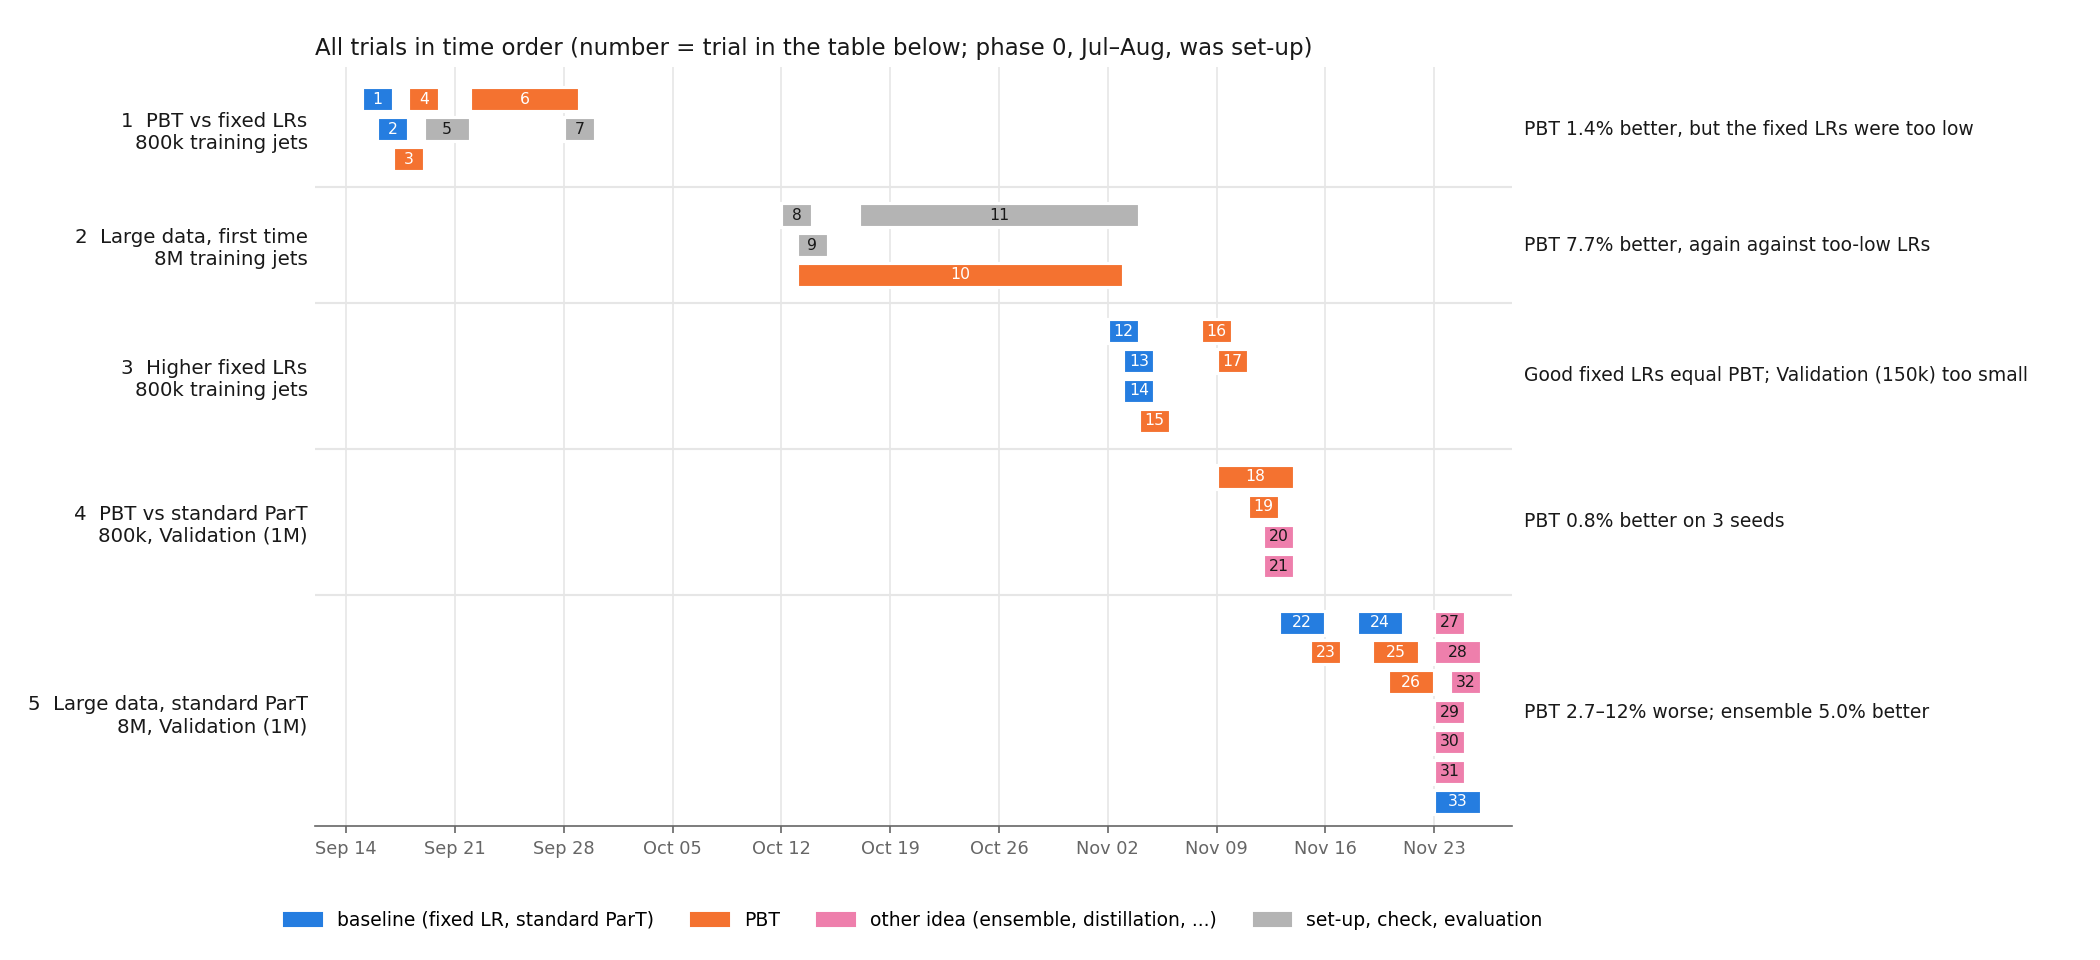 All trials in time order (number = trial in the table below; phase 0, Jul–Aug, was set-up)
1  PBT vs fixed LRs
800k training jets
1
4
6
2
5
7
3
PBT 1.4% better, but the fixed LRs were too low
2  Large data, first time
8M training jets
8
11
9
10
PBT 7.7% better, again against too-low LRs
3  Higher fixed LRs
800k training jets
12
16
13
17
14
15
Good fixed LRs equal PBT; Validation (150k) too small
4  PBT vs standard ParT
800k, Validation (1M)
18
19
20
21
PBT 0.8% better on 3 seeds
5  Large data, standard ParT
8M, Validation (1M)
22
24
27
23
25
28
26
32
29
30
31
33
PBT 2.7–12% worse; ensemble 5.0% better
Sep 14
Sep 21
Sep 28
Oct 05
Oct 12
Oct 19
Oct 26
Nov 02
Nov 09
Nov 16
Nov 23
baseline (fixed LR, standard ParT)
PBT
other idea (ensemble, distillation, ...)
set-up, check, evaluation